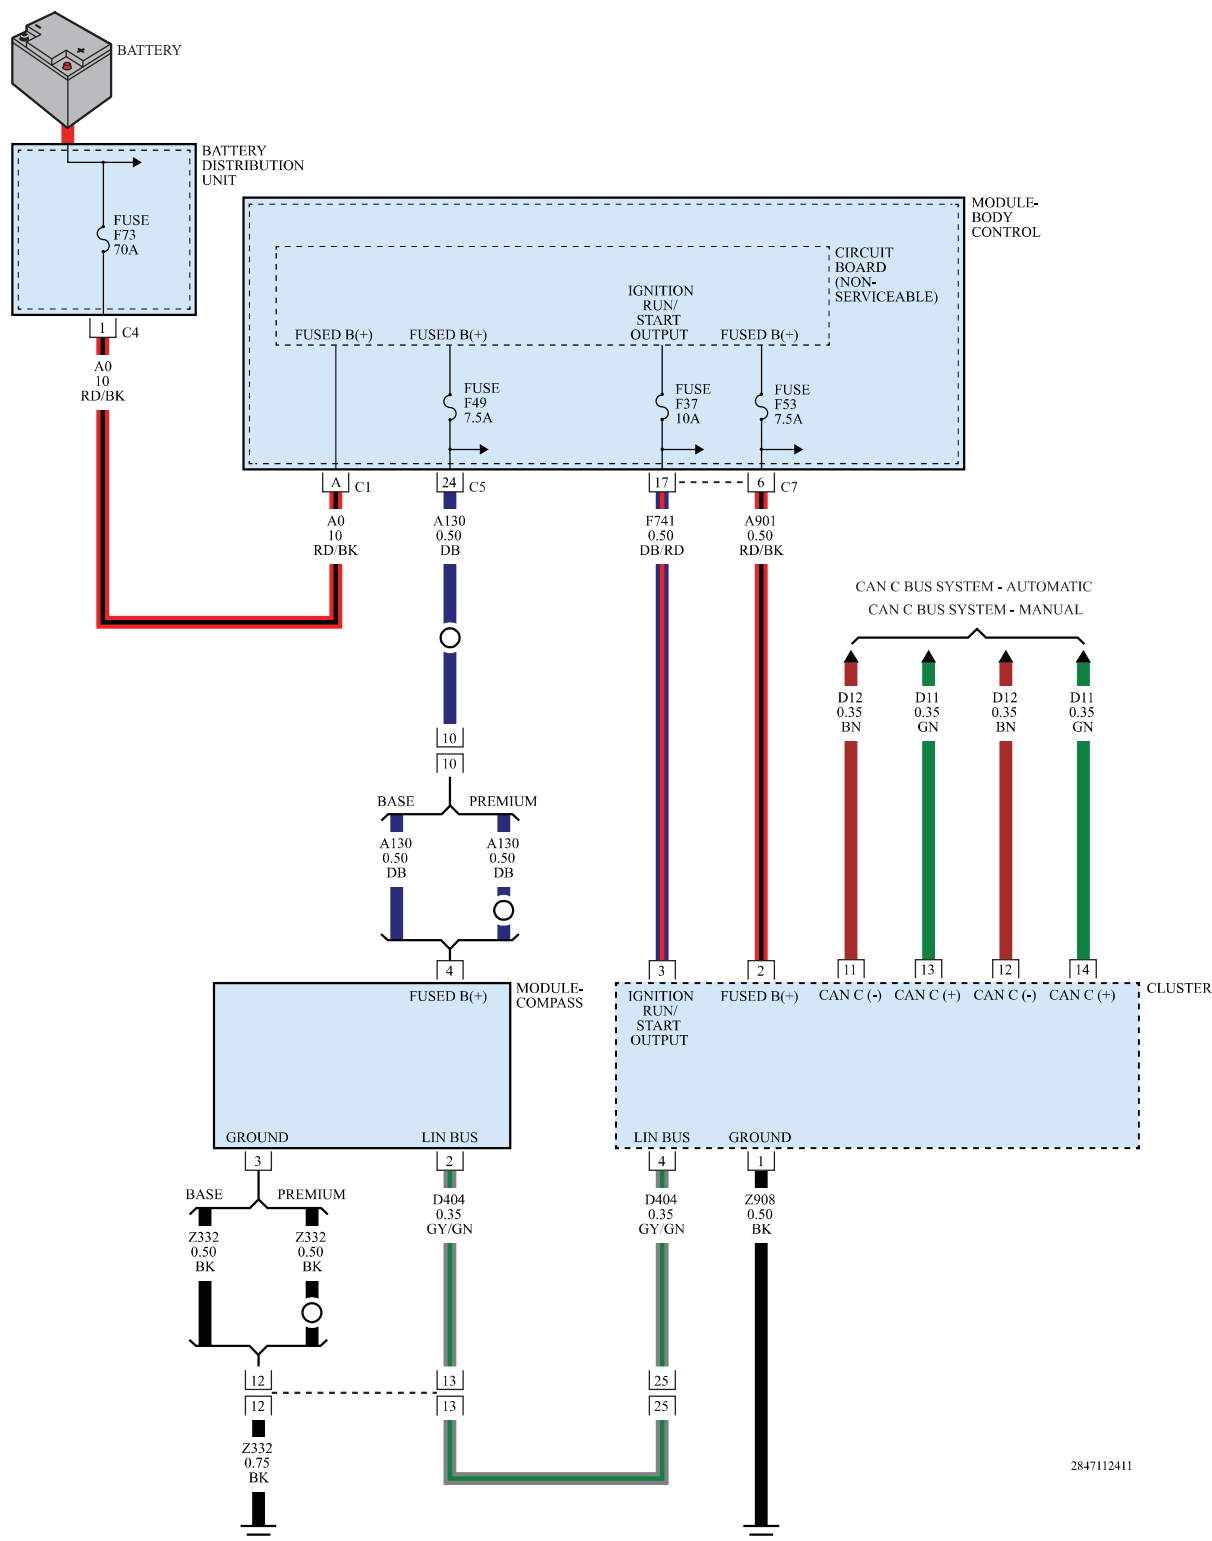 BATTERY
BATTERY
DISTRIBUTION
UNIT
FUSE
F73
70A
1
C4
A0
10
RD/BK
MODULE-
BODY
CONTROL
CIRCUIT
BOARD
(NON-
SERVICEABLE)
IGNITION
RUN/
START
OUTPUT
FUSED B(+)
FUSED B(+)
FUSED B(+)
FUSE
F49
7.5A
FUSE
F37
10A
FUSE
F53
7.5A
A
C1
24
C5
17
6
C7
A0
10
RD/BK
A130
0.50
DB
F741
0.50
DB/RD
A901
0.50
RD/BK
CAN C BUS SYSTEM - AUTOMATIC
CAN C BUS SYSTEM - MANUAL
D12
0.35
BN
D11
0.35
GN
D12
0.35
BN
D11
0.35
GN
10
10
BASE
PREMIUM
A130
0.50
DB
A130
0.50
DB
4
3
2
11
13
12
14
FUSED B(+)
MODULE-
COMPASS
IGNITION
RUN/
START
OUTPUT
FUSED B(+)
CAN C (-)
CAN C (+)
CAN C (-)
CAN C (+)
CLUSTER
GROUND
LIN BUS
LIN BUS
GROUND
3
2
4
1
BASE
PREMIUM
Z332
0.50
BK
Z332
0.50
BK
D404
0.35
GY/GN
D404
0.35
GY/GN
Z908
0.50
BK
12
13
25
12
13
25
Z332
0.75
BK
2847112411